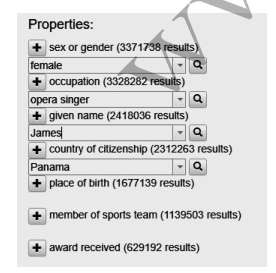 Properties:
+ sex or gender (3371738 results)
female
+ occupation (3328282 results)
opera singer
+ given name (2418036 results)
James
+ country of citizenship (2312263 results)
Panama
+ place of birth (1677139 results)
+ member of sports team (1139503 results)
+ award received (629192 results)